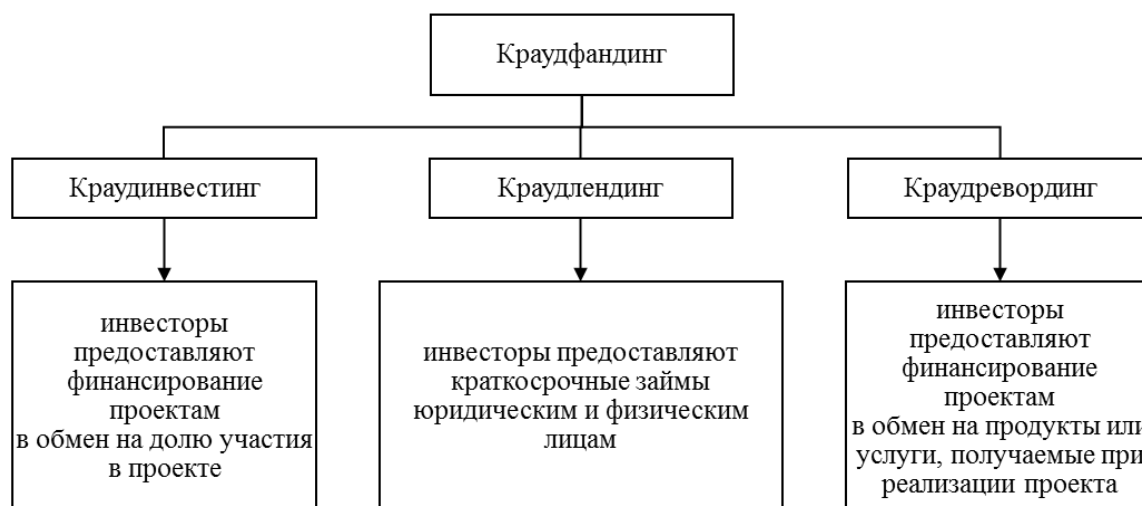 Краудфандинг
Краудинвестинг
Краудлендинг
Краудревординг
инвесторы
предоставляют
финансирование
проектам
в обмен на долю участия
в проекте
инвесторы предоставляют
краткосрочные займы
юридическим и физическим
лицам
инвесторы
предоставляют
финансирование
проектам
в обмен на продукты или
услуги, получаемые при
реализации проекта